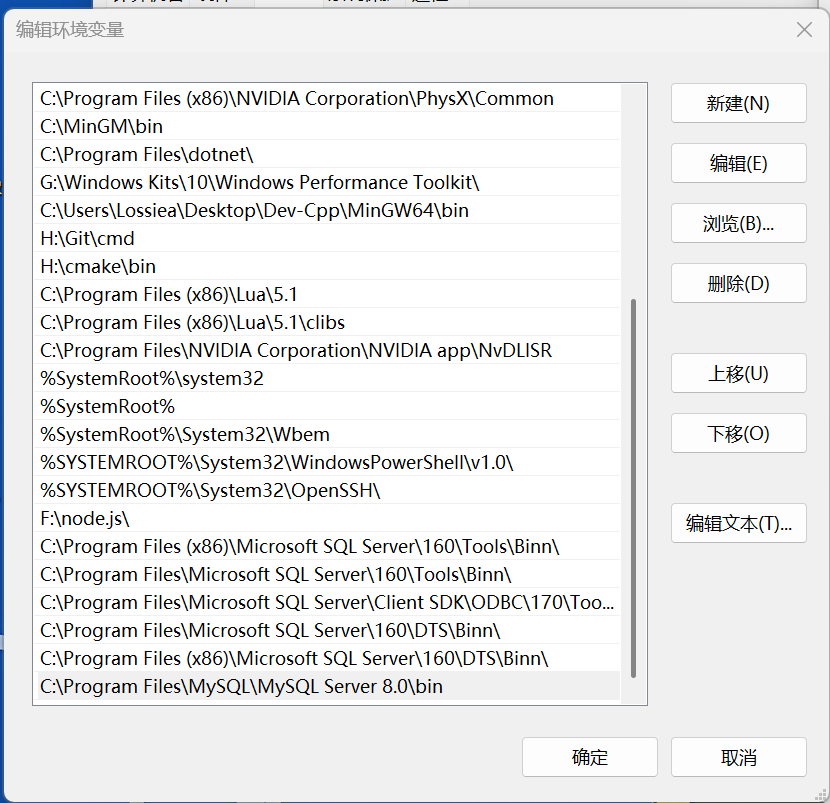 编辑环境变量
C:\Program Files (x86)\NVIDIA Corporation\PhysX\Common
C:\MinGM\bin
C:\Program Files\dotnet\
G:\Windows Kits\10\Windows Performance Toolkit\
C:\Users\Lossiea\Desktop\Dev-Cpp\MinGW64\bin
H:\Git\cmd
H:\cmake\bin
C:\Program Files (x86)\Lua\5.1
C:\Program Files (x86)\Lua\5.1\clibs
C:\Program Files\NVIDIA Corporation\NVIDIA app\NvDLISR
%SystemRoot%\system32
%SystemRoot%
%SystemRoot%\System32\Wbem
%SYSTEMROOT%\System32\WindowsPowerShell\v1.0\
%SYSTEMROOT%\System32\OpenSSH\
F:\node.js\
C:\Program Files (x86)\Microsoft SQL Server\160\Tools\Binn\
C:\Program Files\Microsoft SQL Server\160\Tools\Binn\
C:\Program Files\Microsoft SQL Server\Client SDK\ODBC\170\Too...
C:\Program Files\Microsoft SQL Server\160\DTS\Binn\
C:\Program Files (x86)\Microsoft SQL Server\160\DTS\Binn\
C:\Program Files\MySQL\MySQL Server 8.0\bin
新建(N)
编辑(E)
浏览(B)...
删除(D)
上移(U)
下移(O)
编辑文本(T)...
确定
取消